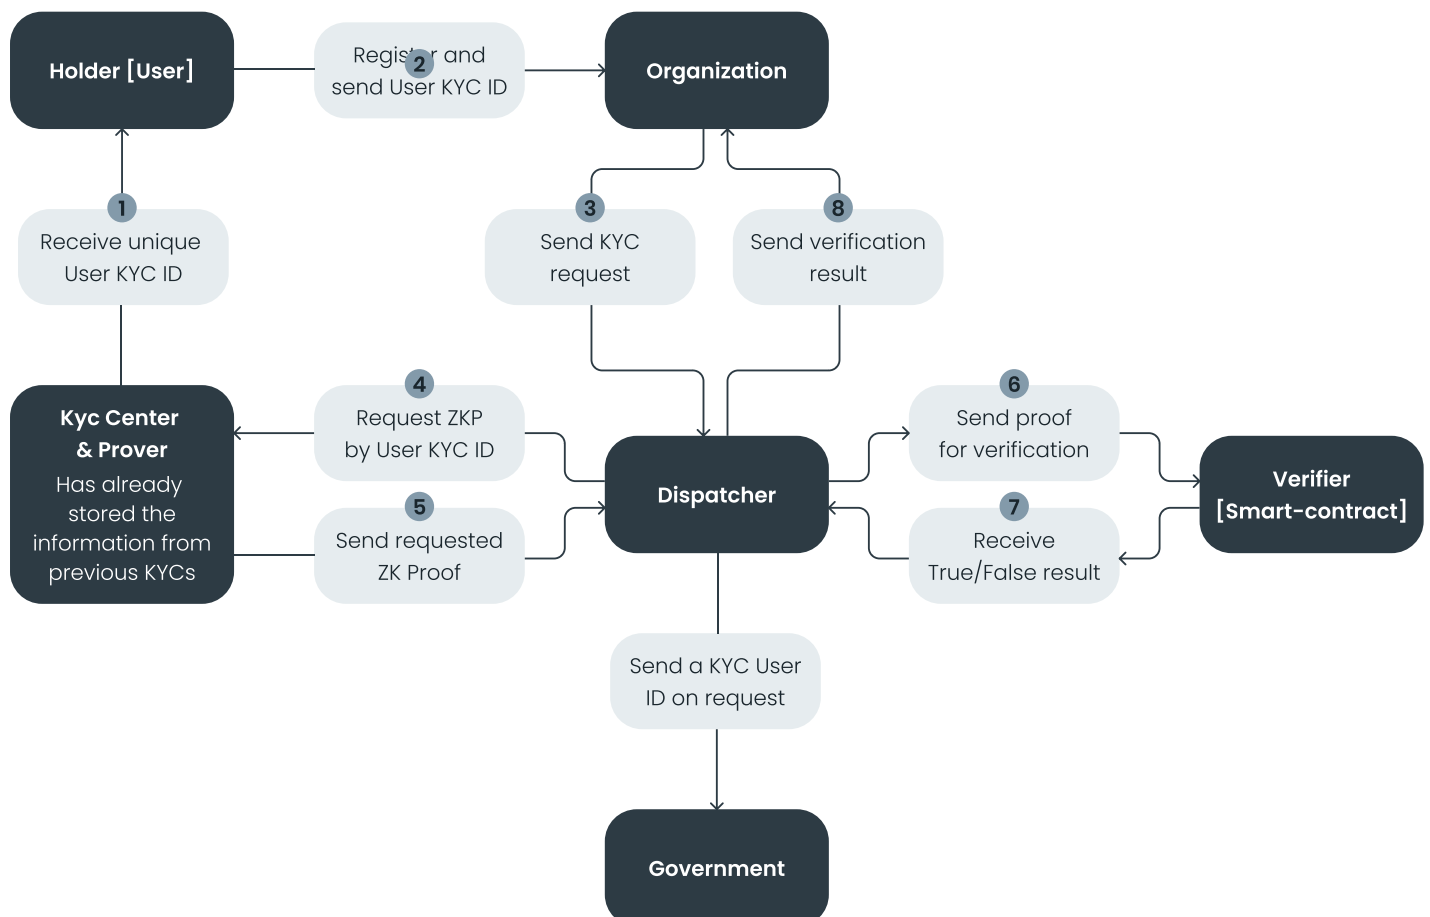 Holder [User]
2
Register and
send User KYC ID
Organization
1
Receive unique
User KYC ID
3
Send KYC
request
8
Send verification
result
Kyc Center
& Prover
Has already
stored the
information from
previous KYCs
4
Request ZKP
by User KYC ID
5
Send requested
ZK Proof
Dispatcher
6
Send proof
for verification
7
Receive
True/False result
Verifier
[Smart-contract]
Send a KYC User
ID on request
Government